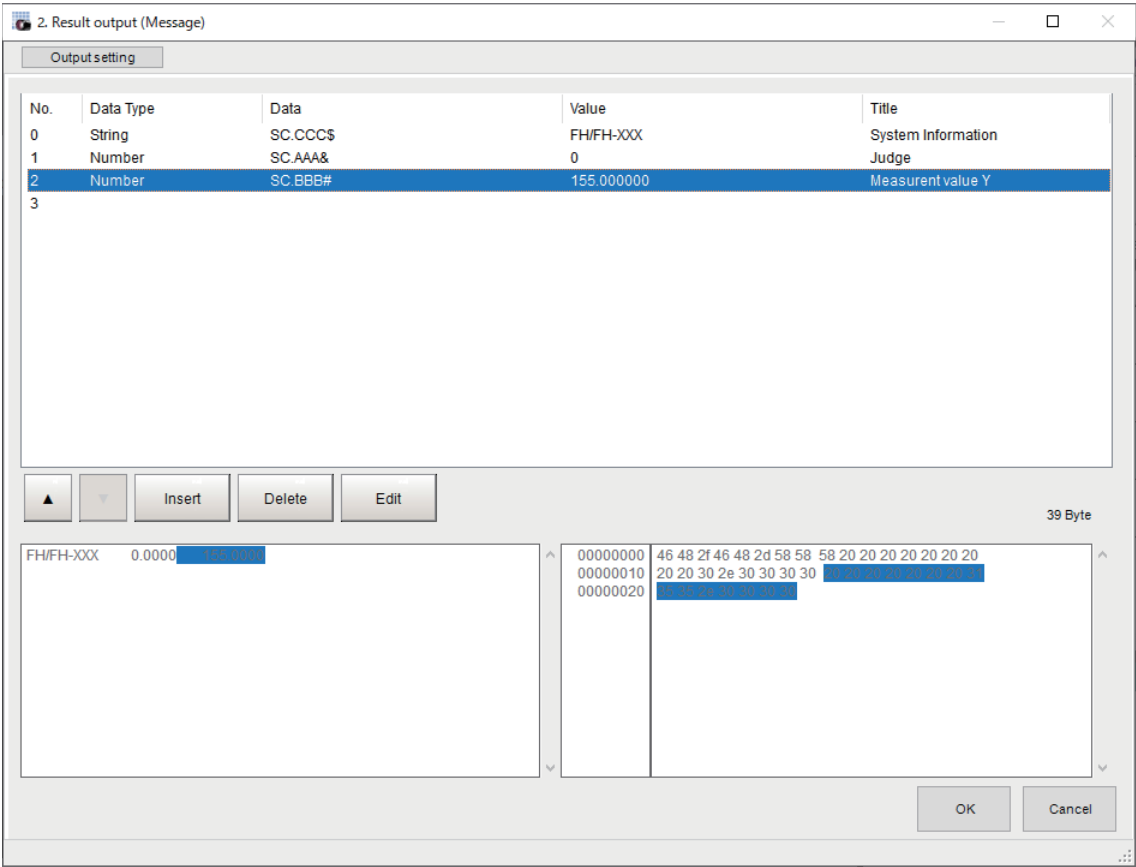 2. Result output (Message)
Output setting
No. Data Type Data Value Title
0 String SC.CCC$ FH/FH-XXX System Information
1 Number SC.AAA& 0 Judge
2 Number SC.BBB# 155.000000 Measurent value Y
3
▲ ▼ Insert Delete Edit
39 Byte
FH/FH-XXX 0.0000 155.0000
00000000 46 48 2f 46 48 2d 58 58 58 20 20 20 20 20 20 20
00000010 20 20 30 2e 30 30 30 30 20 20 20 20 20 20 20 31
00000020 35 35 2e 30 30 30 30
OK Cancel